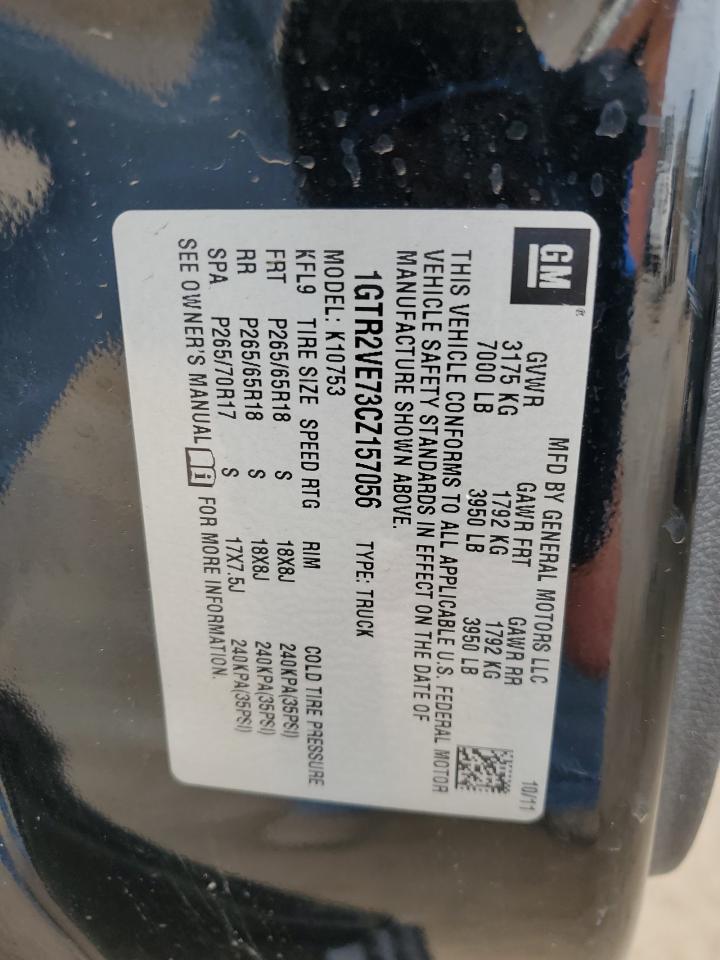 GM
MFD BY GENERAL MOTORS LLC 10/11
GVWR GAWR FRT GAWR RR
3175 KG 1792 KG 1792 KG
7000 LB 3950 LB 3950 LB
THIS VEHICLE CONFORMS TO ALL APPLICABLE U.S. FEDERAL MOTOR
VEHICLE SAFETY STANDARDS IN EFFECT ON THE DATE OF
MANUFACTURE SHOWN ABOVE.
1GTR2VE73CZ157056 TYPE: TRUCK
MODEL: K10753
KFL9 TIRE SIZE SPEED RTG RIM COLD TIRE PRESSURE
FRT P265/65R18 S 18X8J 240KPA(35PSI)
RR P265/65R18 S 18X8J 240KPA(35PSI)
SPA P265/70R17 S 17X7.5J 240KPA(35PSI)
SEE OWNER'S MANUAL FOR MORE INFORMATION.